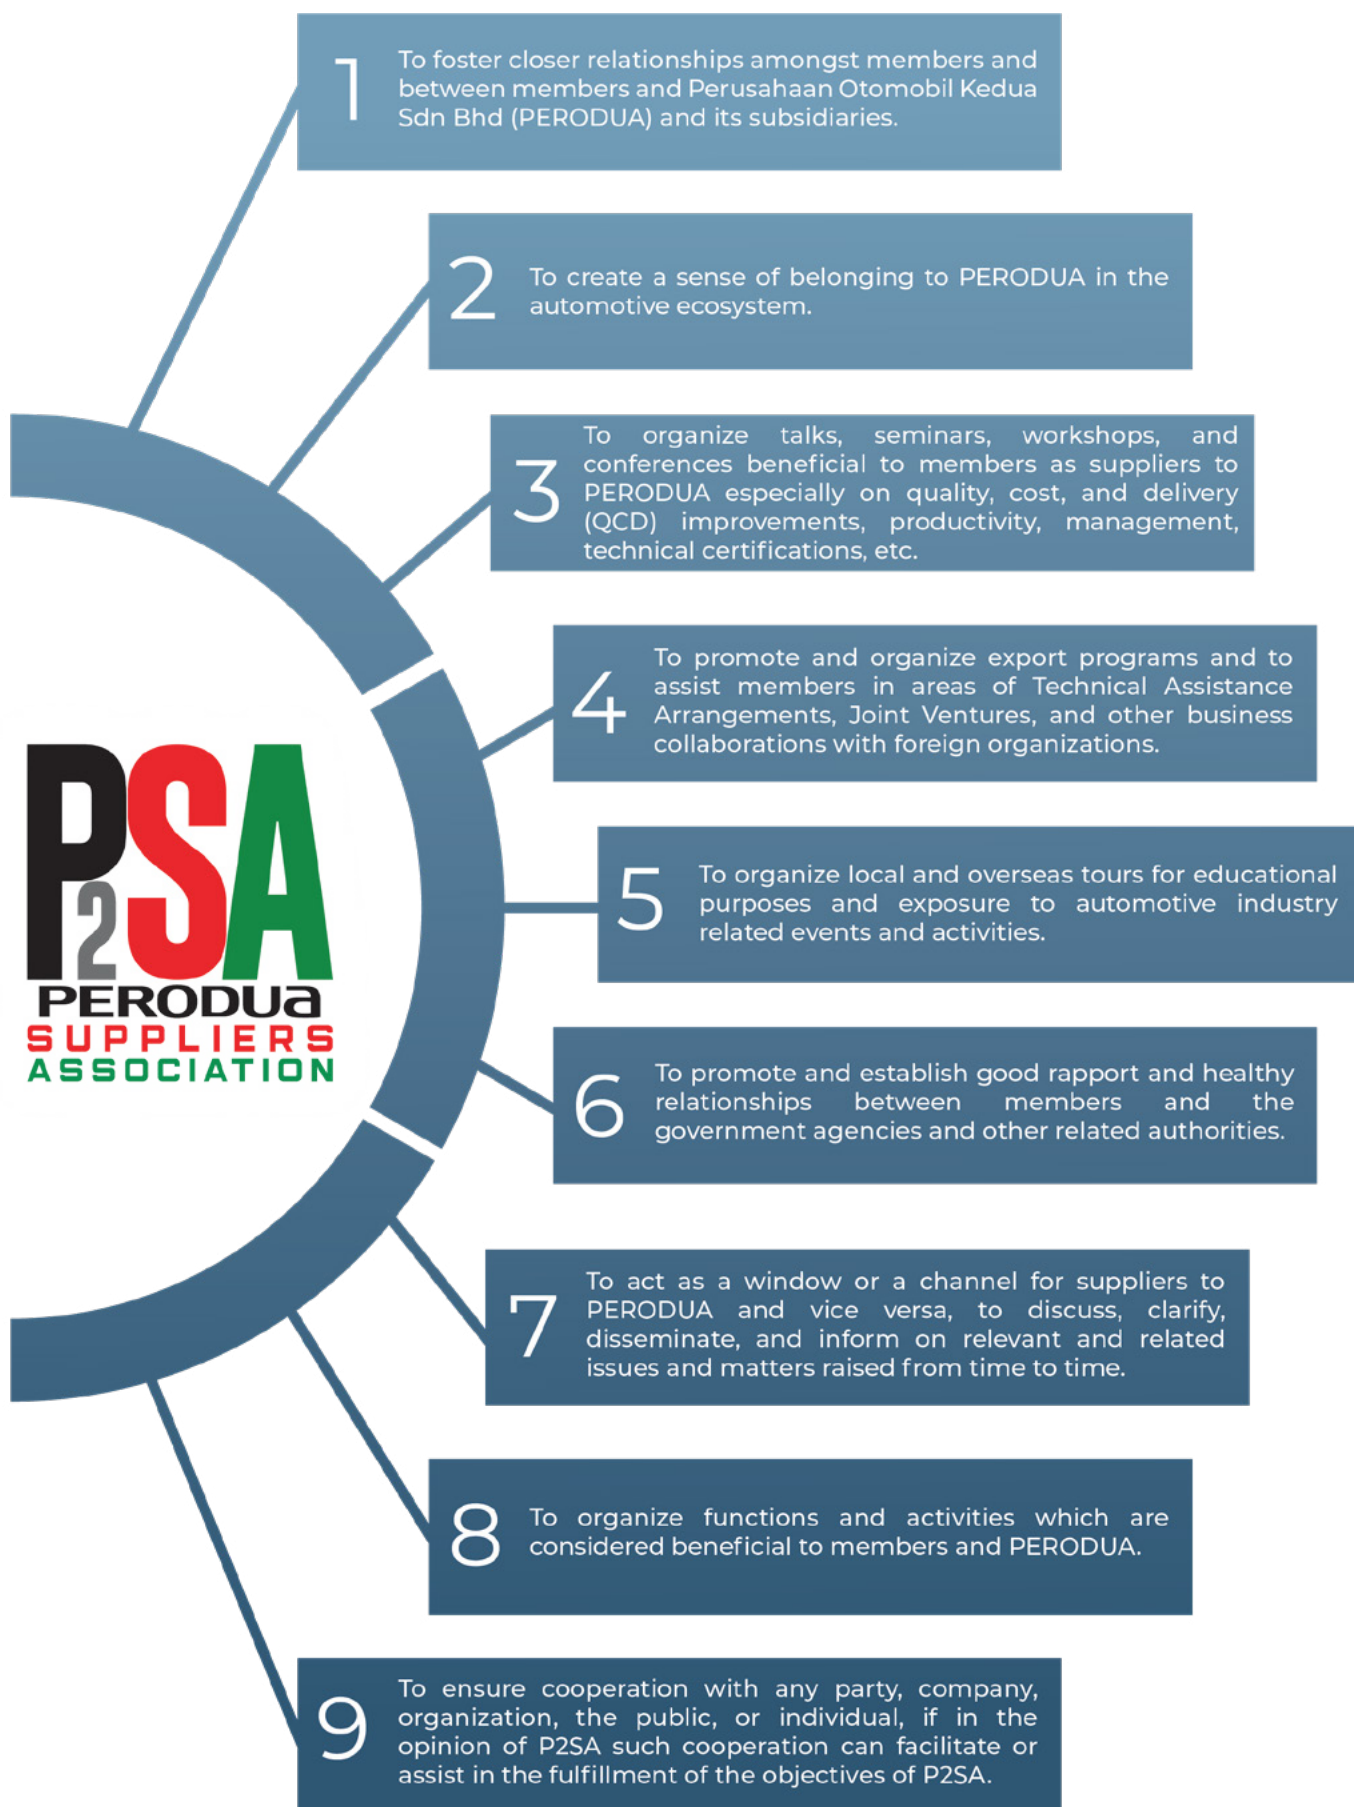 1
To foster closer relationships amongst members and
between members and Perusahaan Otomobil Kedua
Sdn Bhd (PERODUA) and its subsidiaries.
2
To create a sense of belonging to PERODUA in the
automotive ecosystem.
3
To organize talks, seminars, workshops, and
conferences beneficial to members as suppliers to
PERODUA especially on quality, cost, and delivery
(QCD) improvements, productivity, management,
technical certifications, etc.
4
To promote and organize export programs and to
assist members in areas of Technical Assistance
Arrangements, Joint Ventures, and other business
collaborations with foreign organizations.
P2SA
PERODUA
SUPPLIERS
ASSOCIATION
5
To organize local and overseas tours for educational
purposes and exposure to automotive industry
related events and activities.
6
To promote and establish good rapport and healthy
relationships between members and the
government agencies and other related authorities.
7
To act as a window or a channel for suppliers to
PERODUA and vice versa, to discuss, clarify,
disseminate, and inform on relevant and related
issues and matters raised from time to time.
8
To organize functions and activities which are
considered beneficial to members and PERODUA.
9
To ensure cooperation with any party, company,
organization, the public, or individual, if in the
opinion of P2SA such cooperation can facilitate or
assist in the fulfillment of the objectives of P2SA.